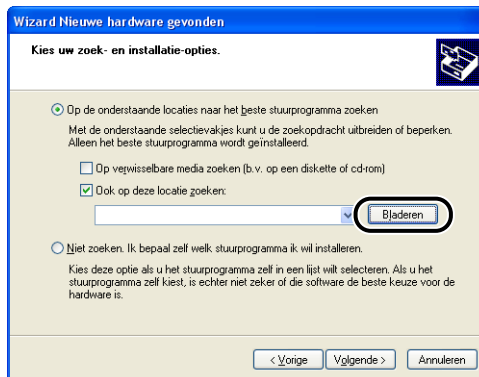 Wizard Nieuwe hardware gevonden
Kies uw zoek- en installatie-opties.
Op de onderstaande locaties naar het beste stuurprogramma zoeken
Met de onderstaande selectievakjes kunt u de zoekopdracht uitbreiden of beperken.
Alleen het beste stuurprogramma wordt geïnstalleerd.
Op verwisselbare media zoeken (b.v. op een diskette of cd-rom)
Ook op deze locatie zoeken:
Bladeren
Niet zoeken. Ik bepaal zelf welk stuurprogramma ik wil installeren.
Kies deze optie als u het stuurprogramma zelf in een lijst wilt selecteren. Als u het
stuurprogramma zelf kiest, is echter niet zeker of die software de beste keuze voor de
hardware is.
< Vorige Volgende > Annuleren